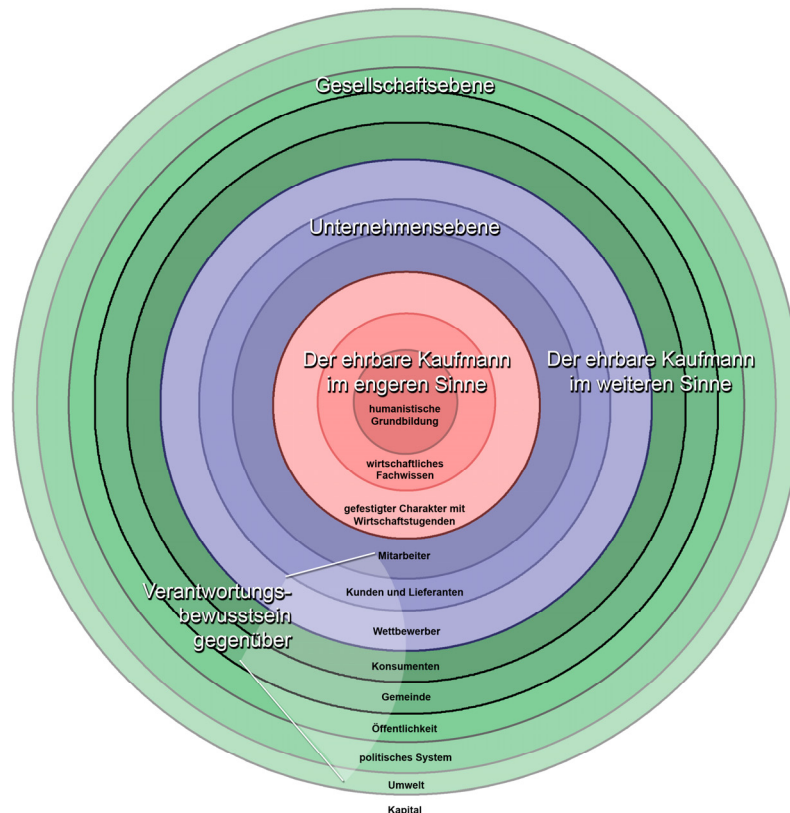 Gesellschaftsebene
Unternehmensebene
Der ehrbare Kaufmann
im engeren Sinne
Der ehrbare Kaufmann
im weiteren Sinne
humanistische
Grundbildung
wirtschaftliches
Fachwissen
gefestigter Charakter mit
Wirtschaftstugenden
Mitarbeiter
Verantwortungs-
bewusstsein
gegenüber
Kunden und Lieferanten
Wettbewerber
Konsumenten
Gemeinde
Öffentlichkeit
politisches System
Umwelt
Kapital